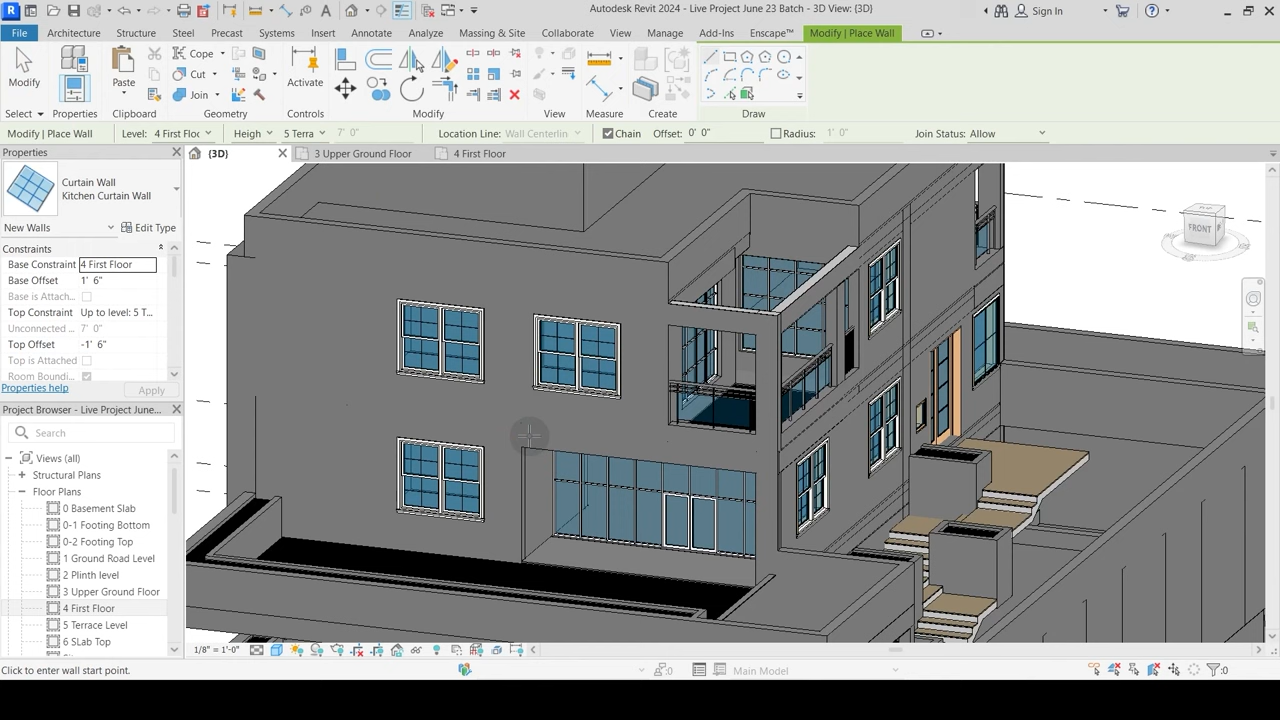 Autodesk Revit 2024 - Live Project June 23 Batch - 3D View: {3D}
Sign In
File
Architecture
Structure
Steel
Precast
Systems
Insert
Annotate
Analyze
Massing & Site
Collaborate
View
Manage
Add-Ins
Enscape™
Modify | Place Wall
Modify
Paste
Cope
Cut
Join
Activate
Select
Properties
Clipboard
Geometry
Controls
Modify
View
Measure
Create
Draw
Modify | Place Wall
Level:
4 First Floc
Heigh
5 Terra
7' 0"
Location Line:
Wall Centerlin
Chain
Offset:
0' 0"
Radius:
1' 0"
Join Status:
Allow
Properties
{3D}
3 Upper Ground Floor
4 First Floor
Curtain Wall
Kitchen Curtain Wall
New Walls
Edit Type
Constraints
Base Constraint
4 First Floor
Base Offset
1' 6"
Base is Attach...
Top Constraint
Up to level: 5 T...
Unconnected ...
7' 0"
Top Offset
-1' 6"
Top is Attached
Room Boundi...
Properties help
Apply
Project Browser - Live Project June...
Search
Views (all)
Structural Plans
Floor Plans
0 Basement Slab
0-1 Footing Bottom
0-2 Footing Top
1 Ground Road Level
2 Plinth level
3 Upper Ground Floor
4 First Floor
5 Terrace Level
6 SLab Top
TOP
FRONT
1/8" = 1'-0"
Click to enter wall start point.
:0
Main Model
:0